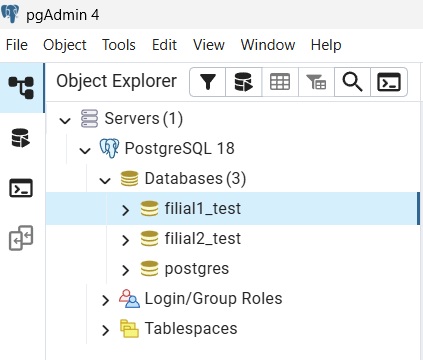 pgAdmin 4
File Object Tools Edit View Window Help
Object Explorer
Servers (1)
PostgreSQL 18
Databases (3)
filial1_test
filial2_test
postgres
Login/Group Roles
Tablespaces